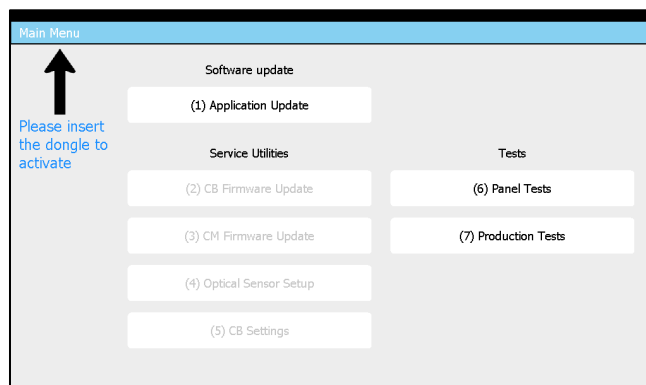 Main Menu
Please insert
the dongle to
activate
Software update
(1) Application Update
Service Utilities
(2) CB Firmware Update
(3) CM Firmware Update
(4) Optical Sensor Setup
(5) CB Settings
Tests
(6) Panel Tests
(7) Production Tests